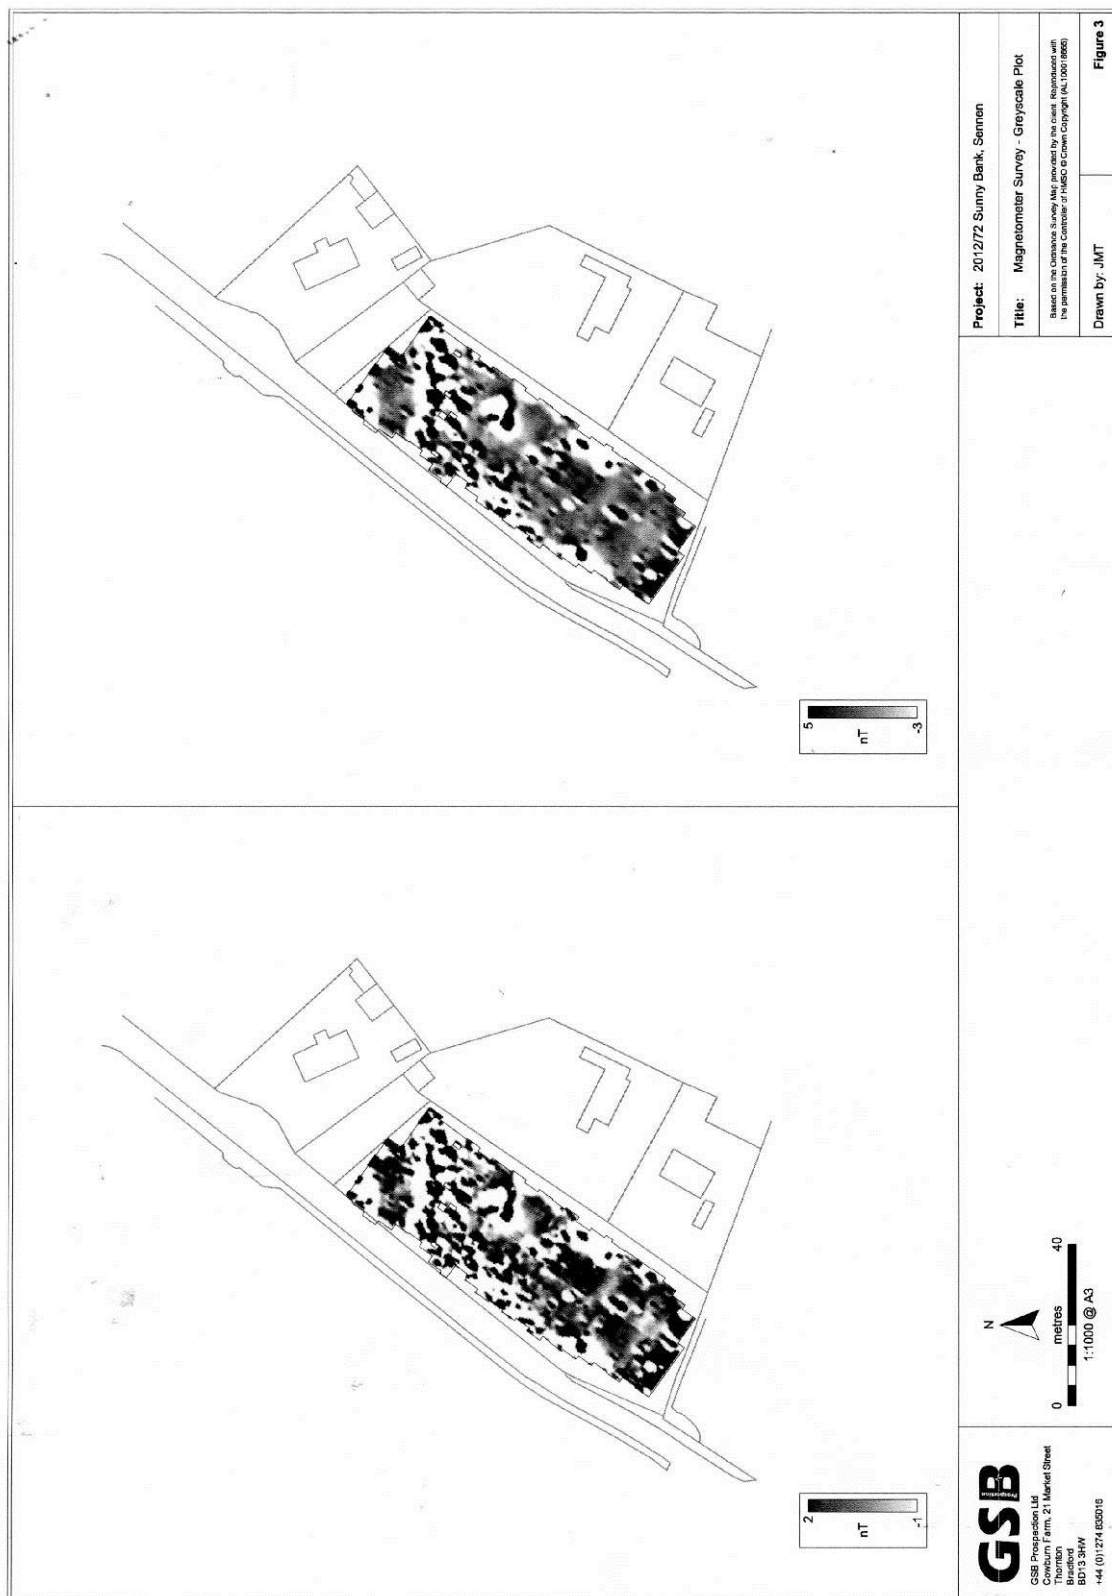 2
nT
-1
5
nT
-3
GSB
Prospection
GSB Prospection Ltd
Cowburn Farm, 21 Market Street
Thornton
Bradford
BD13 3HW
+44 (0)1274 835016
N
0 metres 40
1:1000 @ A3
Project: 2012/72 Sunny Bank, Sennen
Title: Magnetometer Survey - Greyscale Plot
Based on the Ordnance Survey Map provided by the client. Reproduced with
the permission of the Controller of HMSO © Crown Copyright (AL100018665)
Drawn by: JMT
Figure 3